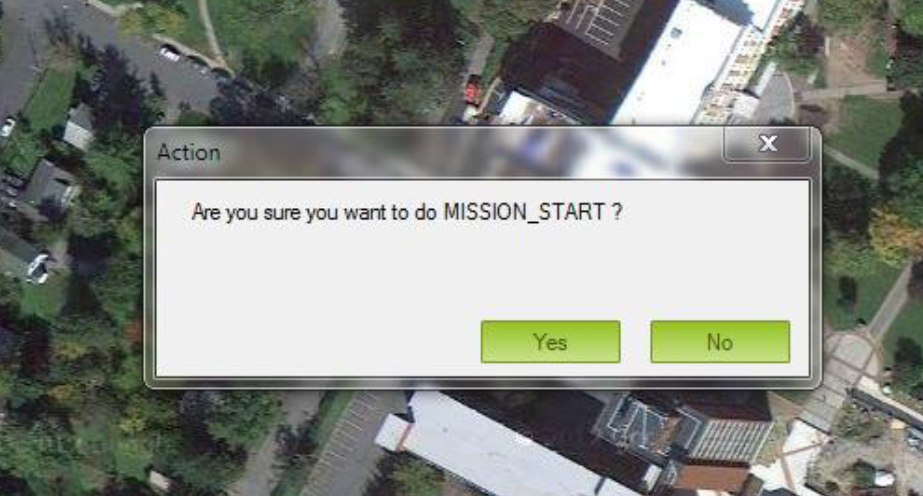 Action
X
Are you sure you want to do MISSION_START ?
Yes
No